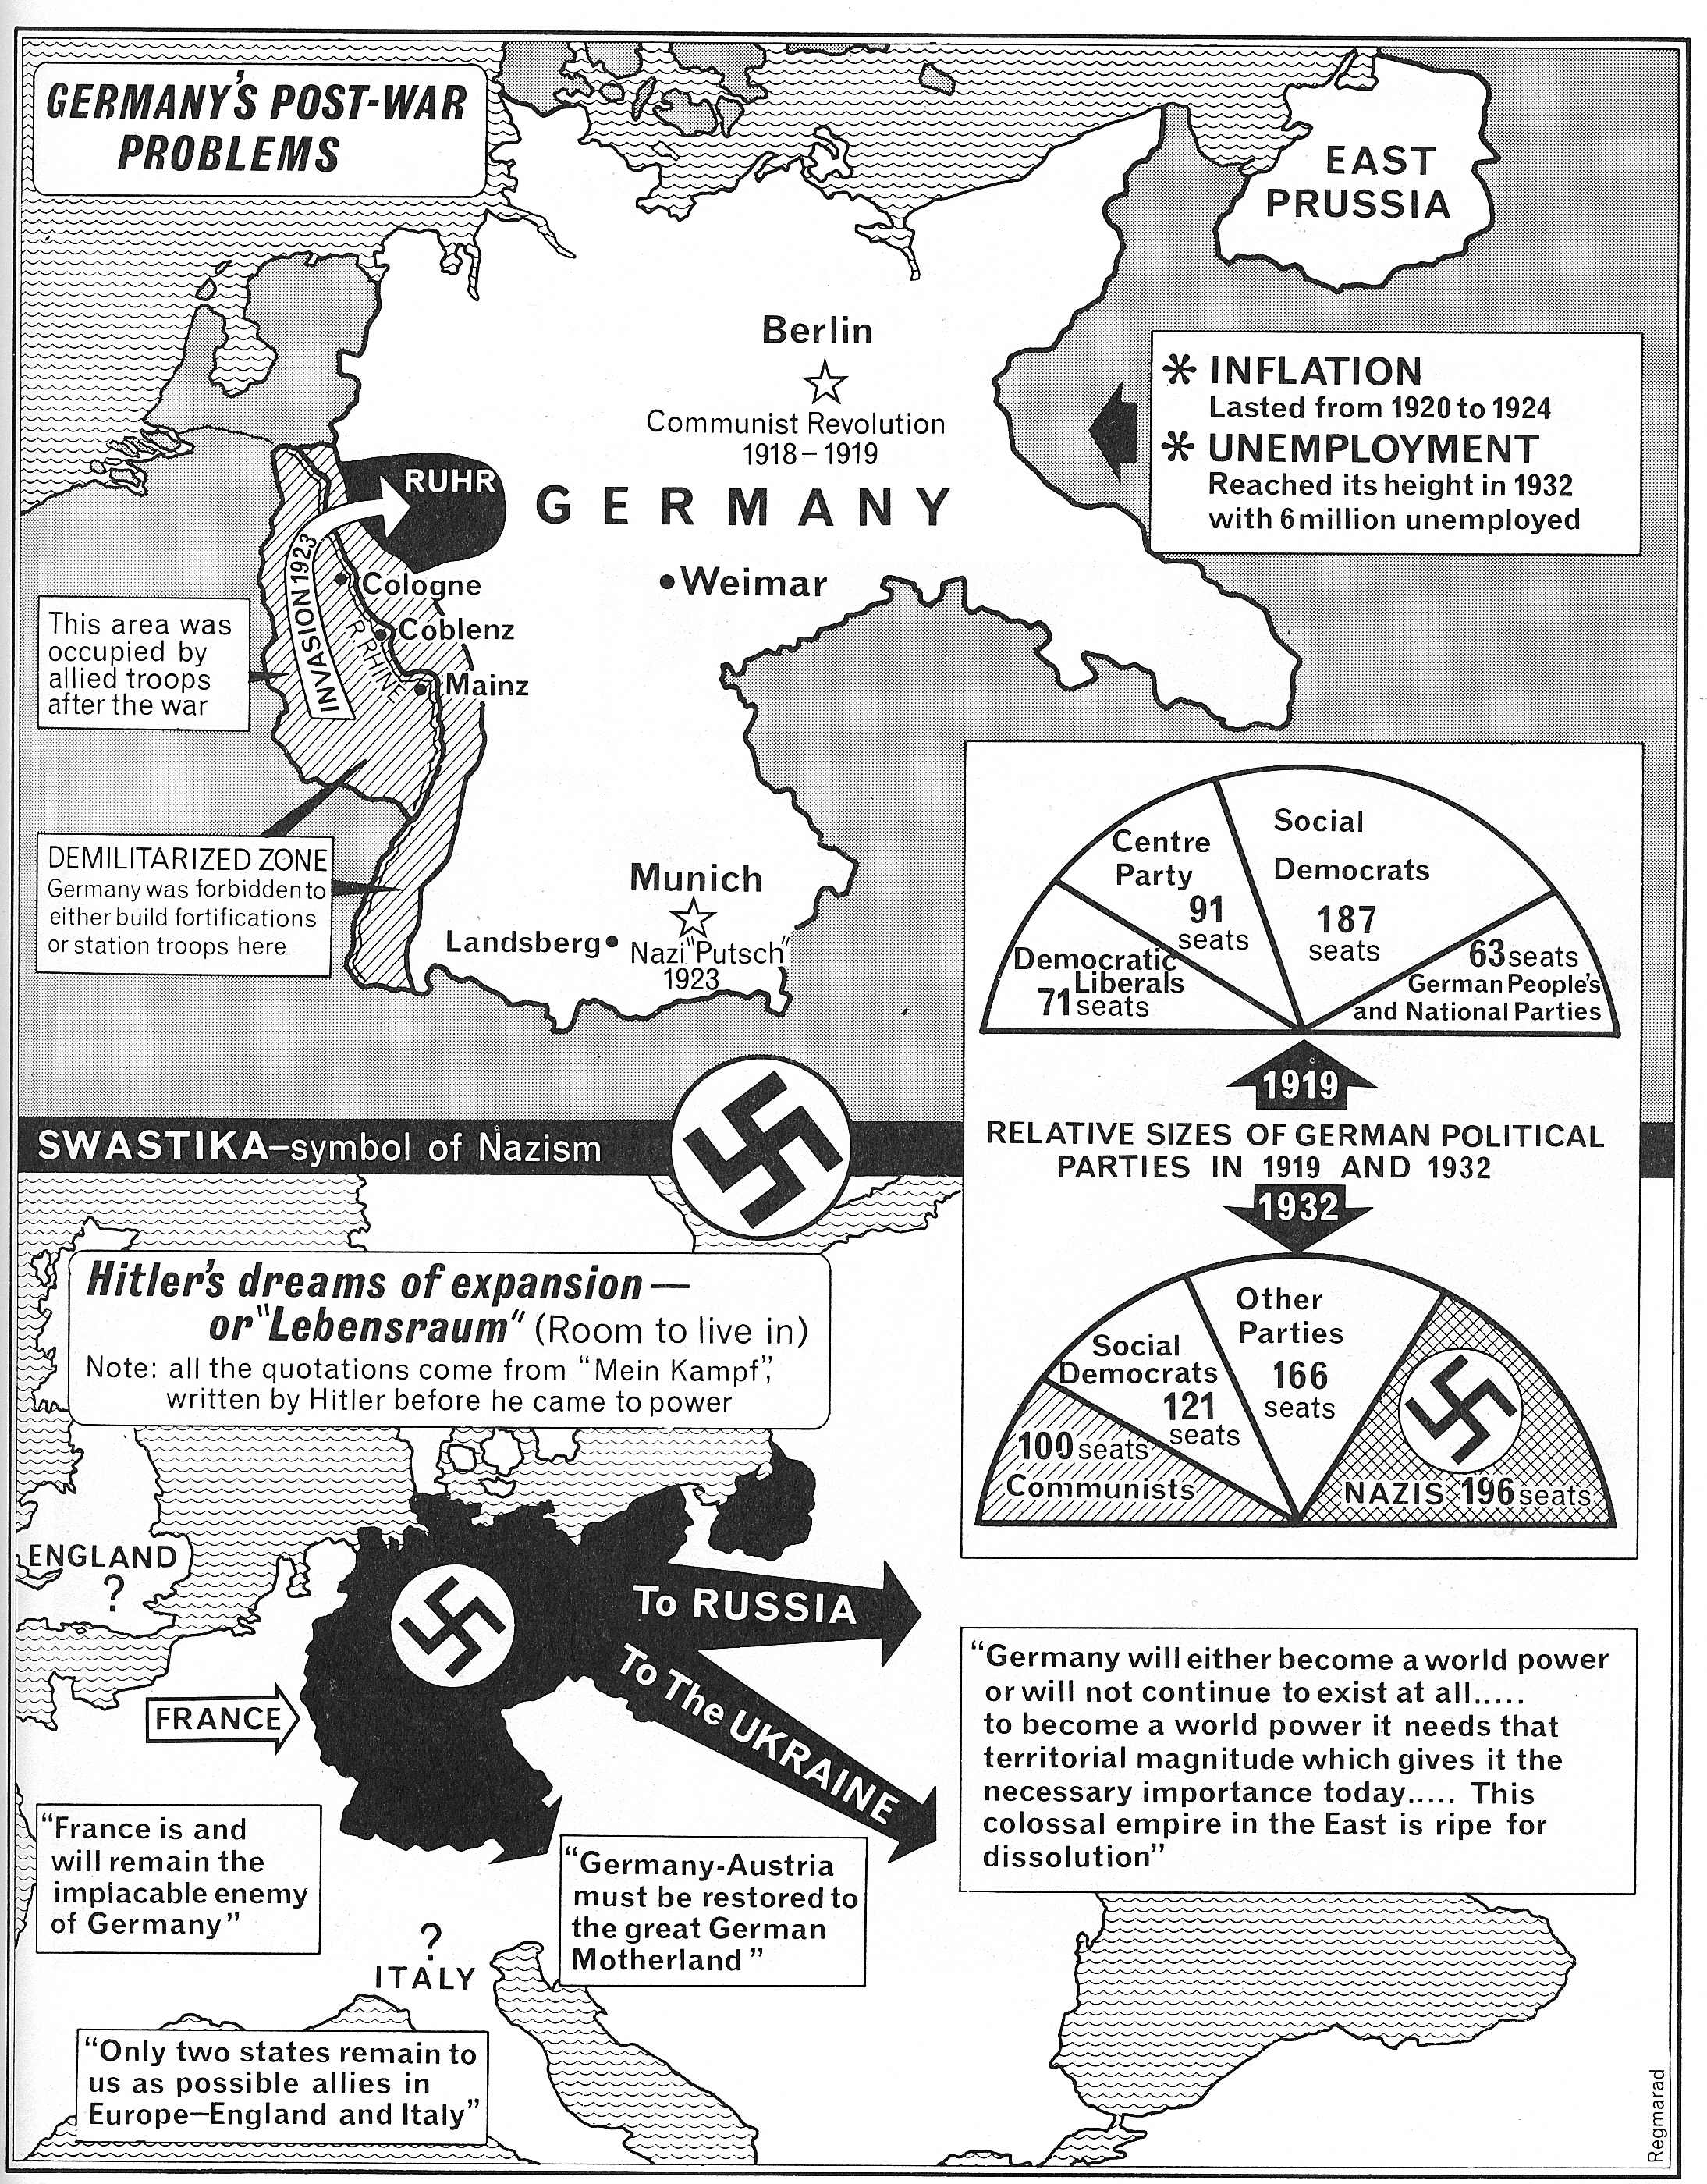 GERMANY'S POST-WAR
PROBLEMS
EAST
PRUSSIA
Berlin
Communist Revolution
1918–1919
* INFLATION
Lasted from 1920 to 1924
* UNEMPLOYMENT
Reached its height in 1932
with 6 million unemployed
RUHR
GERMANY
INVASION 1923
Cologne
Weimar
Coblenz
R. RHINE
Mainz
This area was
occupied by
allied troops
after the war
DEMILITARIZED ZONE
Germany was forbidden to
either build fortifications
or station troops here
Munich
Landsberg
Nazi "Putsch"
1923
Centre
Party
91
seats
Social
Democrats
187
seats
Democratic
Liberals
71 seats
63 seats
German People's
and National Parties
1919
RELATIVE SIZES OF GERMAN POLITICAL
PARTIES IN 1919 AND 1932
1932
Social
Democrats
121
seats
Other
Parties
166
seats
100 seats
Communists
NAZIS 196 seats
SWASTIKA–symbol of Nazism
Hitler's dreams of expansion —
or "Lebensraum" (Room to live in)
Note: all the quotations come from "Mein Kampf",
written by Hitler before he came to power
ENGLAND
?
To RUSSIA
To The UKRAINE
FRANCE
"Germany will either become a world power
or will not continue to exist at all.....
to become a world power it needs that
territorial magnitude which gives it the
necessary importance today..... This
colossal empire in the East is ripe for
dissolution"
"France is and
will remain the
implacable enemy
of Germany"
"Germany-Austria
must be restored to
the great German
Motherland"
?
ITALY
"Only two states remain to
us as possible allies in
Europe–England and Italy"
Regmarad